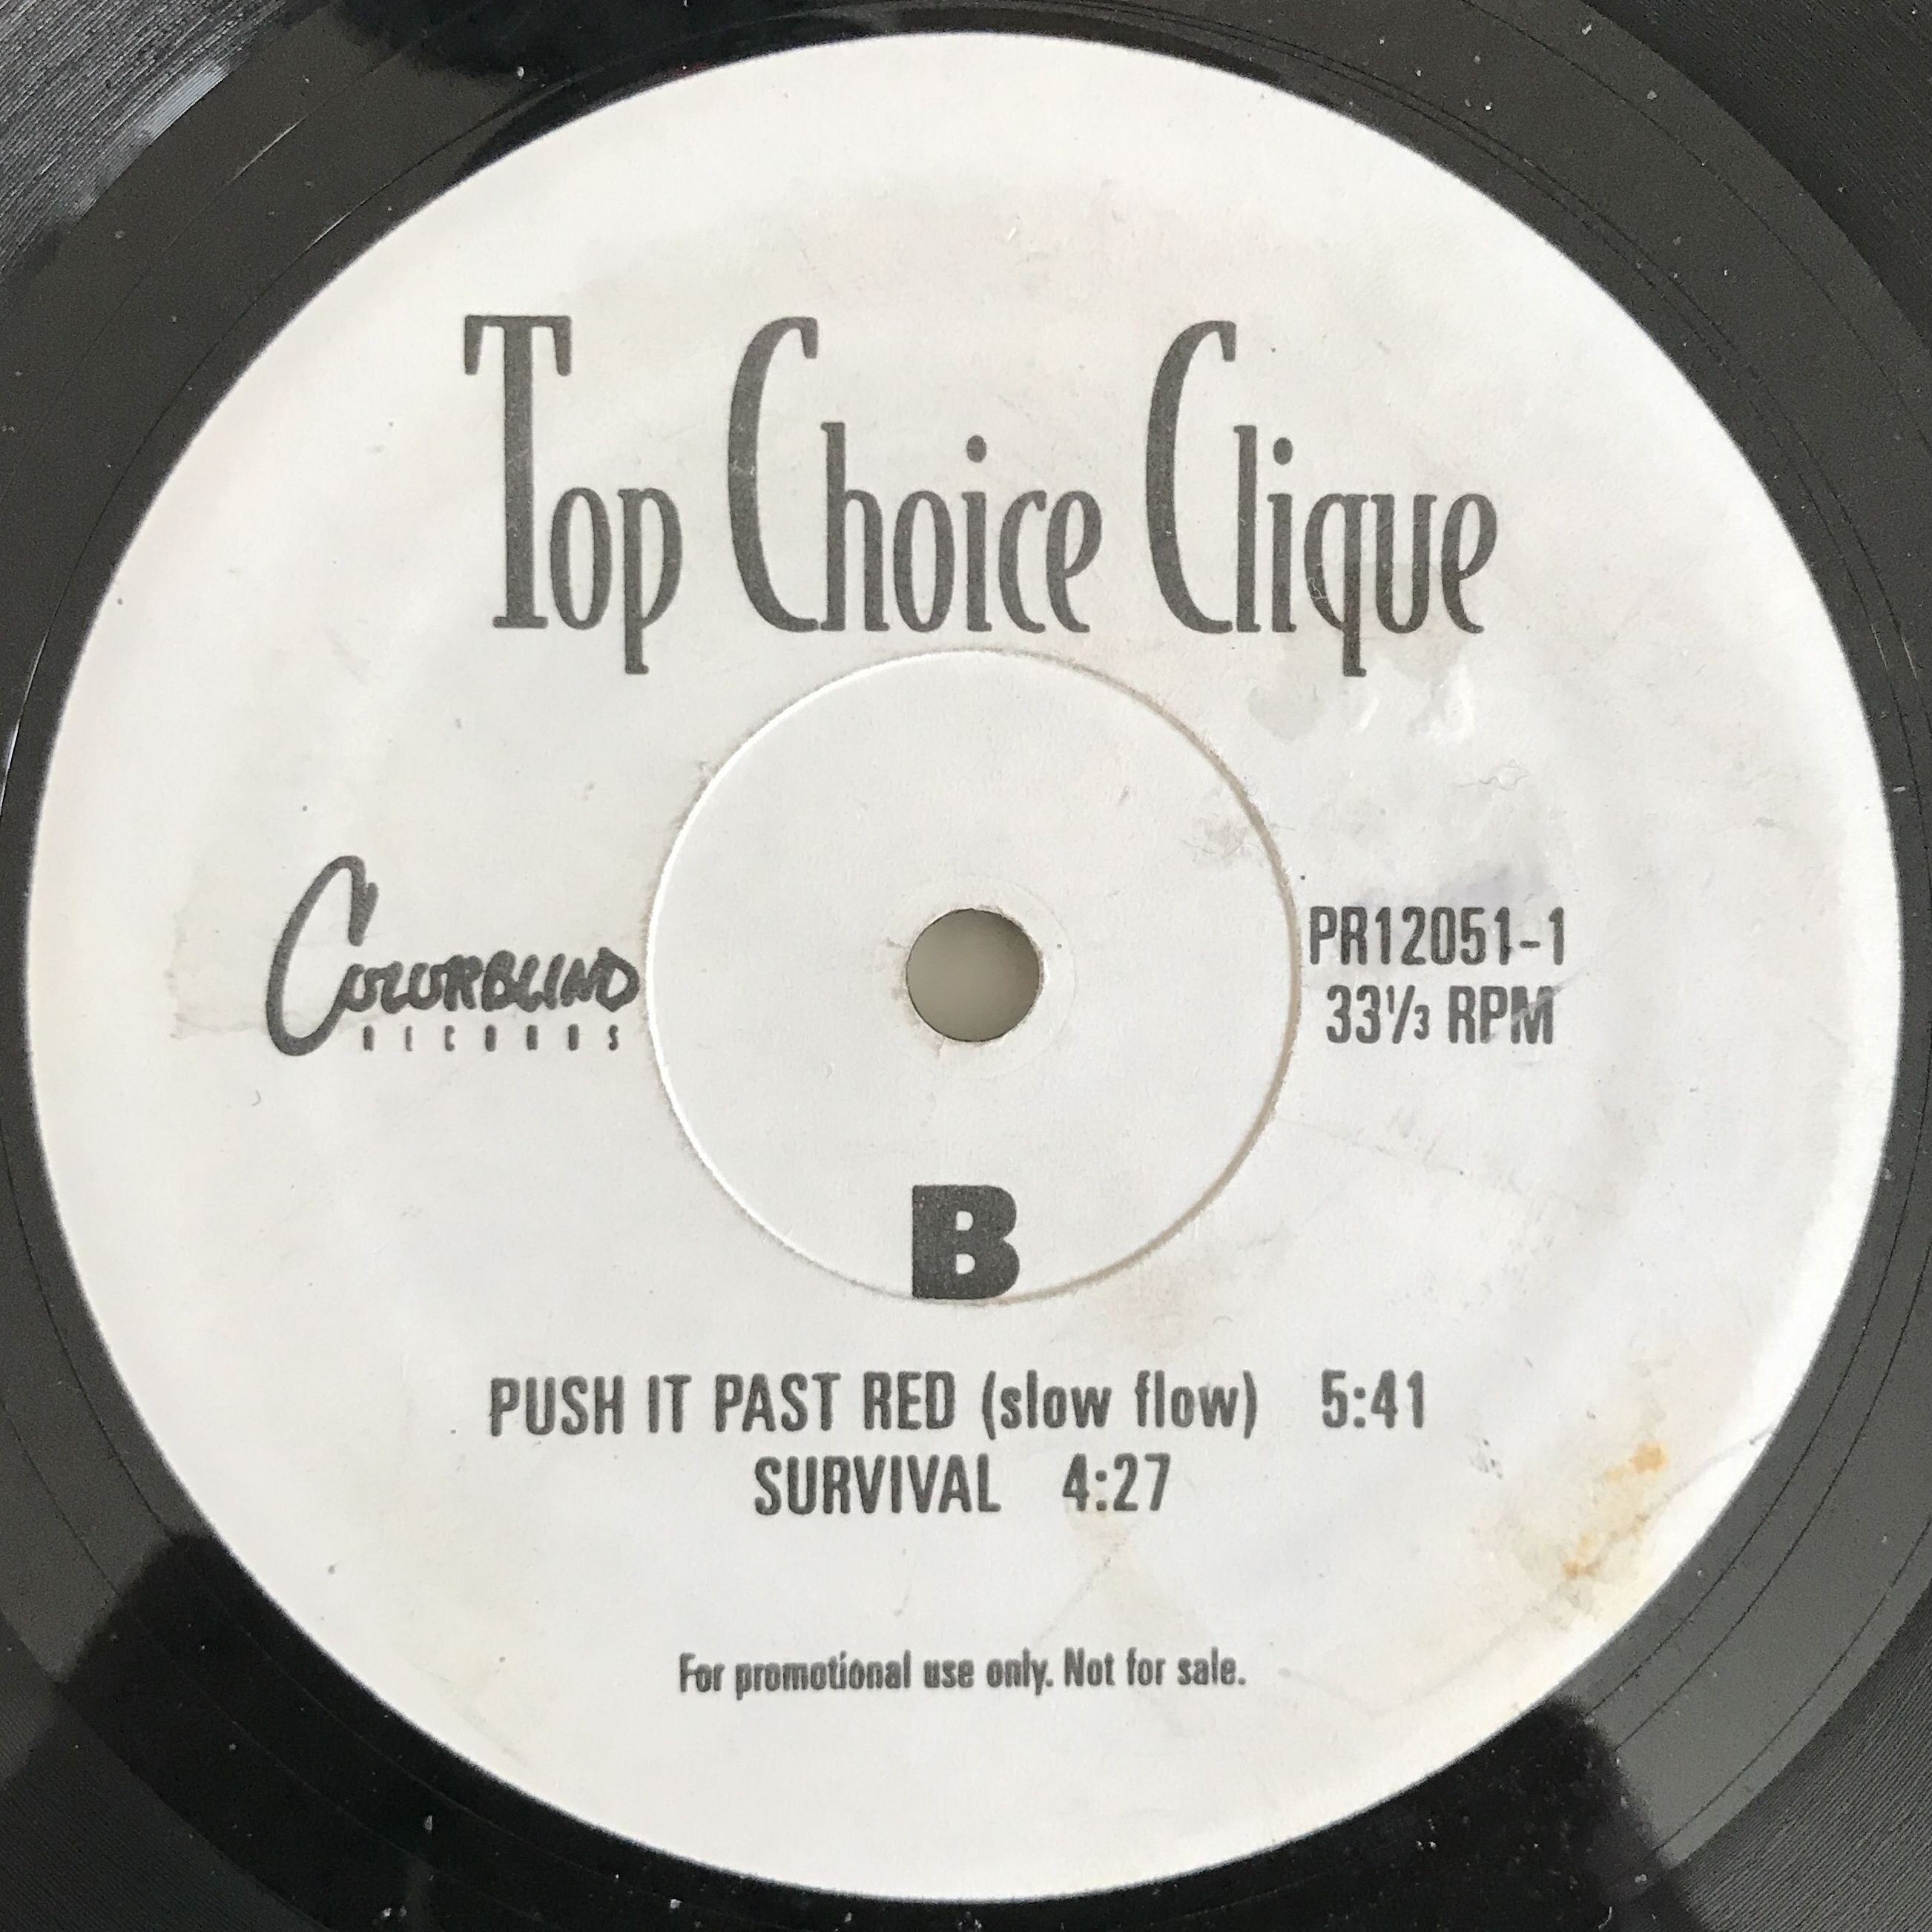 Top Choice Clique
COLORBLIND
RECORDS
PR12051-1
33⅓ RPM
B
PUSH IT PAST RED (slow flow) 5:41
SURVIVAL 4:27
For promotional use only. Not for sale.